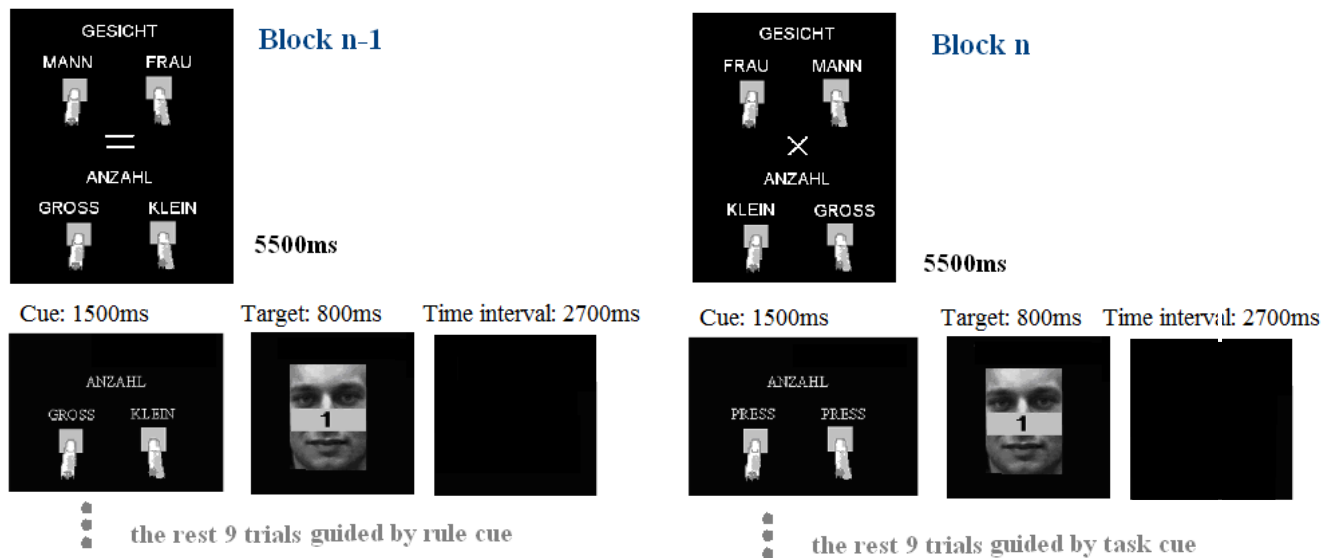 GESICHT
MANN FRAU
=
ANZAHL
GROSS KLEIN
Block n-1
5500ms
Cue: 1500ms Target: 800ms Time interval: 2700ms
ANZAHL
GROSS KLEIN
1
the rest 9 trials guided by rule cue
GESICHT
FRAU MANN
×
ANZAHL
KLEIN GROSS
Block n
5500ms
Cue: 1500ms Target: 800ms Time interval: 2700ms
ANZAHL
PRESS PRESS
1
the rest 9 trials guided by task cue